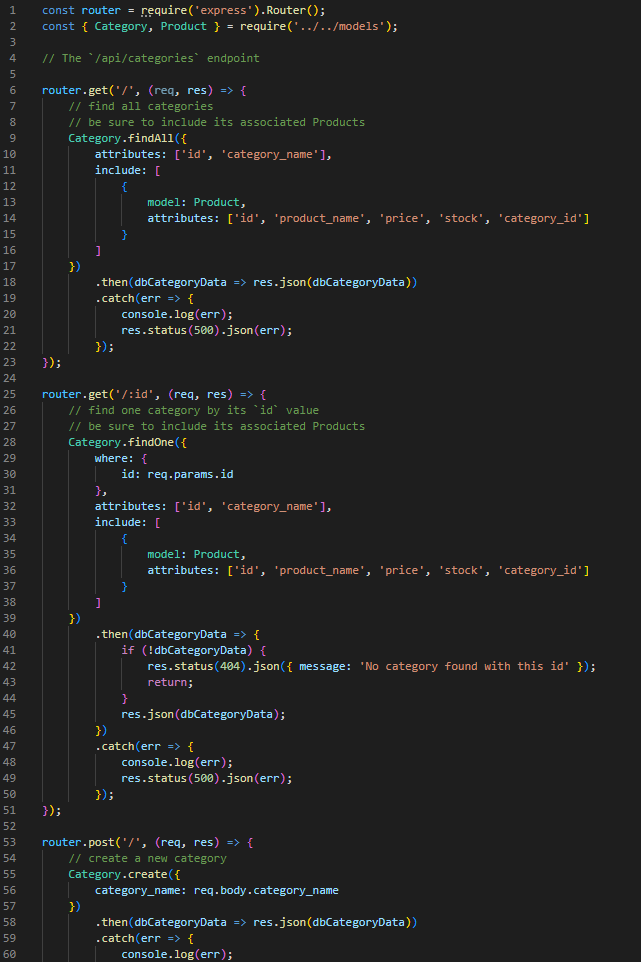 1 const router = require('express').Router();
2 const { Category, Product } = require('../../models');
3
4 // The `/api/categories` endpoint
5
6 router.get('/', (req, res) => {
7 // find all categories
8 // be sure to include its associated Products
9 Category.findAll({
10 attributes: ['id', 'category_name'],
11 include: [
12 {
13 model: Product,
14 attributes: ['id', 'product_name', 'price', 'stock', 'category_id']
15 }
16 ]
17 })
18 .then(dbCategoryData => res.json(dbCategoryData))
19 .catch(err => {
20 console.log(err);
21 res.status(500).json(err);
22 });
23 });
24
25 router.get('/:id', (req, res) => {
26 // find one category by its `id` value
27 // be sure to include its associated Products
28 Category.findOne({
29 where: {
30 id: req.params.id
31 },
32 attributes: ['id', 'category_name'],
33 include: [
34 {
35 model: Product,
36 attributes: ['id', 'product_name', 'price', 'stock', 'category_id']
37 }
38 ]
39 })
40 .then(dbCategoryData => {
41 if (!dbCategoryData) {
42 res.status(404).json({ message: 'No category found with this id' });
43 return;
44 }
45 res.json(dbCategoryData);
46 })
47 .catch(err => {
48 console.log(err);
49 res.status(500).json(err);
50 });
51 });
52
53 router.post('/', (req, res) => {
54 // create a new category
55 Category.create({
56 category_name: req.body.category_name
57 })
58 .then(dbCategoryData => res.json(dbCategoryData))
59 .catch(err => {
60 console.log(err);